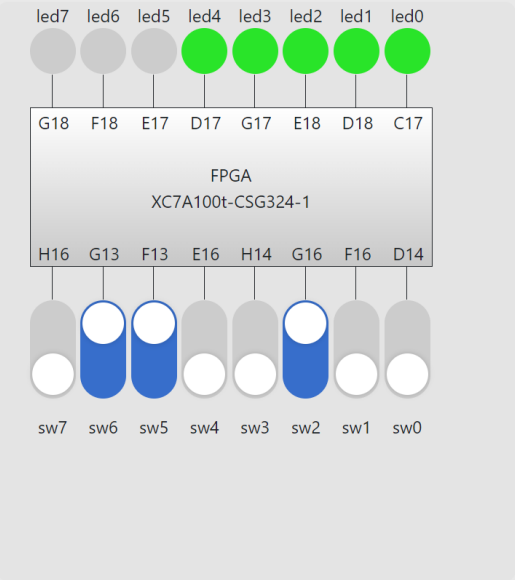 led7 led6 led5 led4 led3 led2 led1 led0
G18 F18 E17 D17 G17 E18 D18 C17
FPGA
XC7A100t-CSG324-1
H16 G13 F13 E16 H14 G16 F16 D14
sw7 sw6 sw5 sw4 sw3 sw2 sw1 sw0